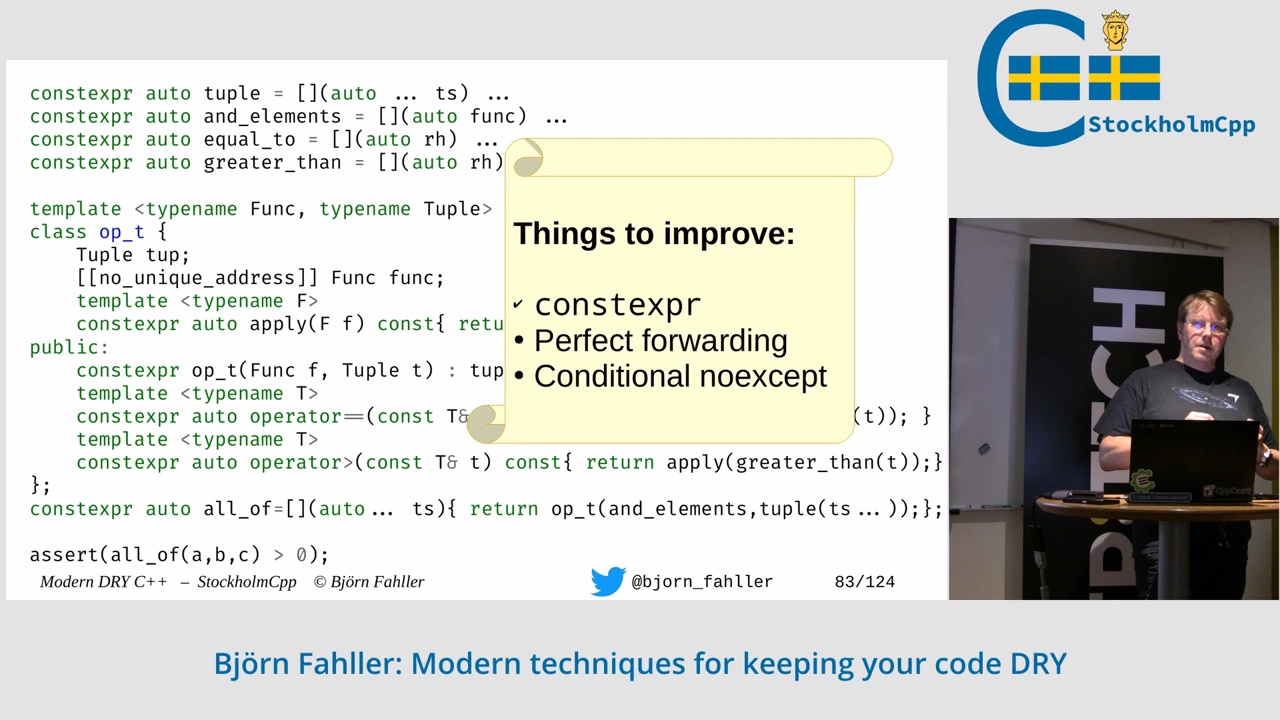 constexpr auto tuple = [](auto … ts) …
constexpr auto and_elements = [](auto func) …
constexpr auto equal_to = [](auto rh) …
constexpr auto greater_than = [](auto rh)
template <typename Func, typename Tuple>
class op_t {
Tuple tup;
[[no_unique_address]] Func func;
template <typename F>
constexpr auto apply(F f) const{ retu
public:
constexpr op_t(Func f, Tuple t) : tup
template <typename T>
constexpr auto operator==(const T& (t)); }
template <typename T>
constexpr auto operator>(const T& t) const{ return apply(greater_than(t));}
};
constexpr auto all_of=[](auto… ts){ return op_t(and_elements,tuple(ts…));};
assert(all_of(a,b,c) > 0);
Things to improve:
✔ constexpr
• Perfect forwarding
• Conditional noexcept
Modern DRY C++ – StockholmCpp © Björn Fahller
@bjorn_fahller
83/124
StockholmCpp
Björn Fahller: Modern techniques for keeping your code DRY